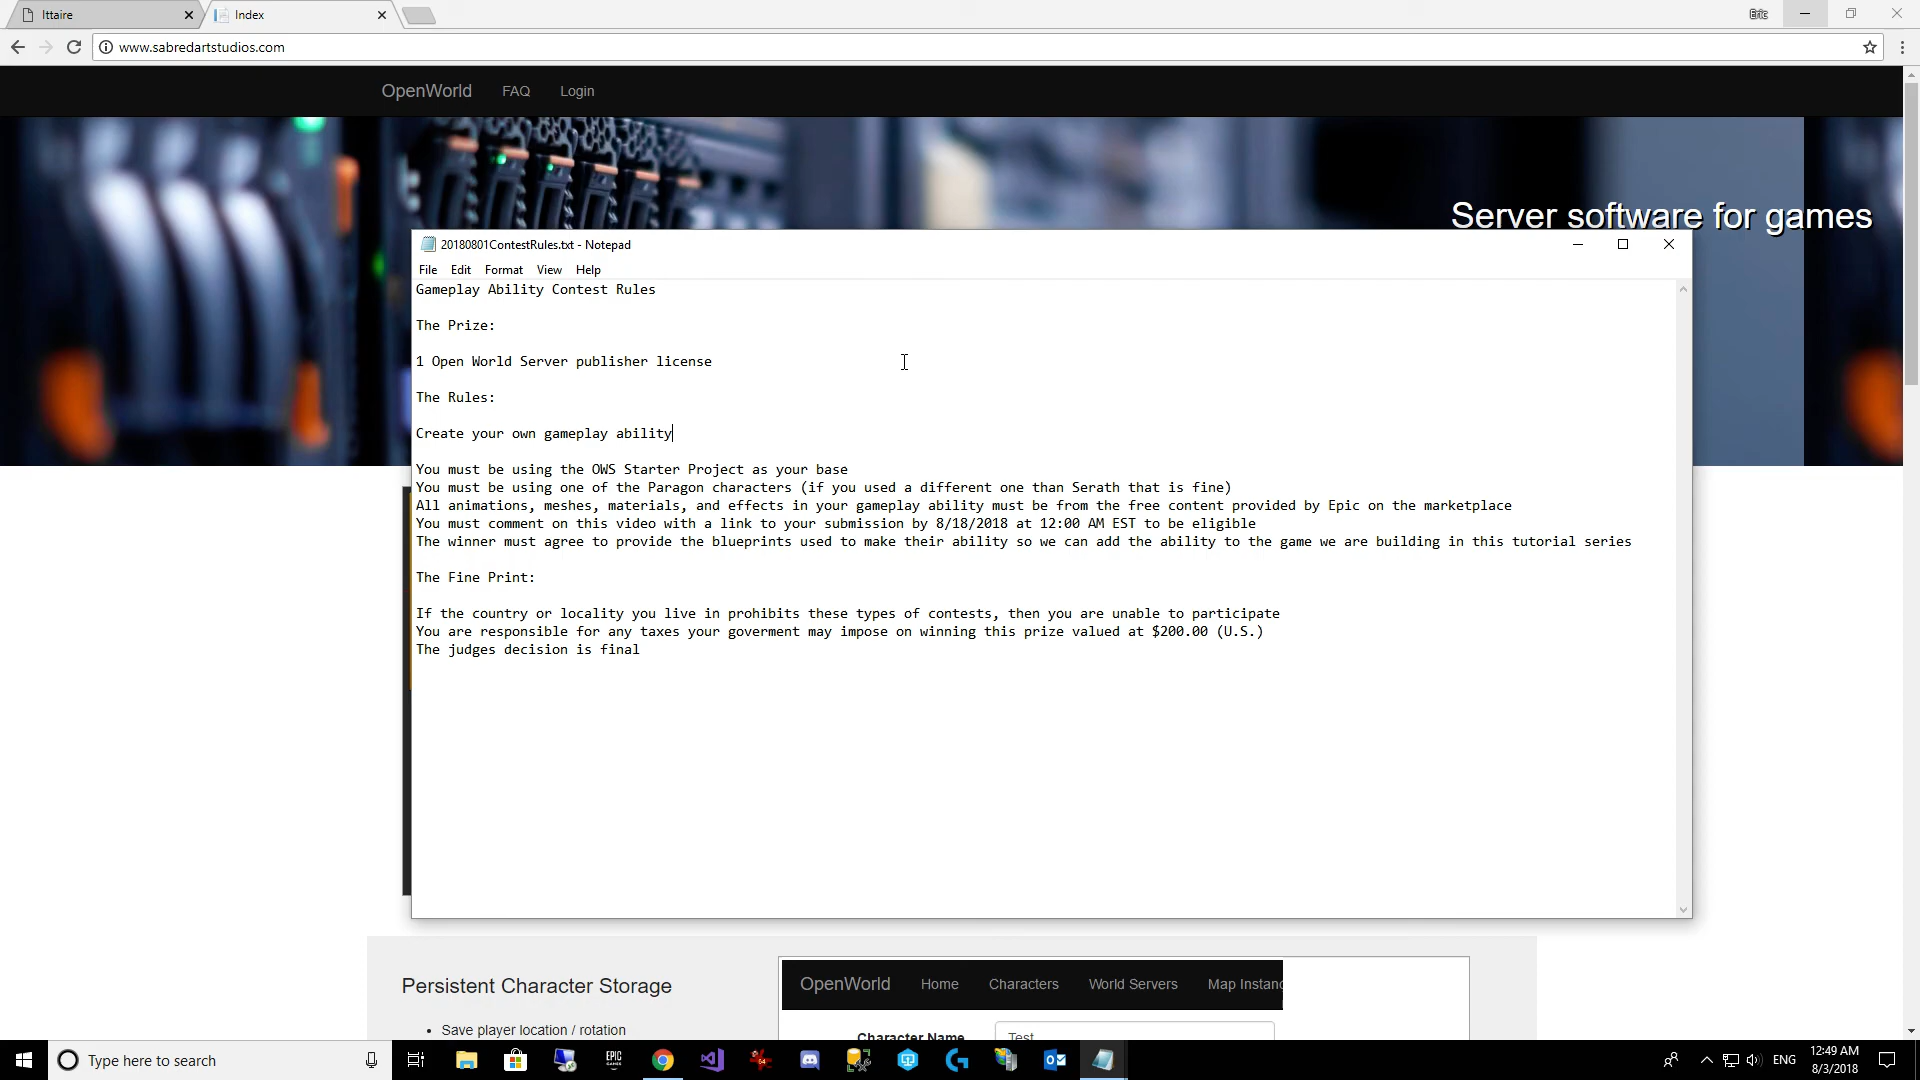 Ittaire
Index
Eric
www.sabredartstudios.com
OpenWorld FAQ Login
Server software for games
20180801ContestRules.txt - Notepad
File Edit Format View Help
Gameplay Ability Contest Rules
The Prize:
1 Open World Server publisher license
The Rules:
Create your own gameplay ability
You must be using the OWS Starter Project as your base
You must be using one of the Paragon characters (if you used a different one than Serath that is fine)
All animations, meshes, materials, and effects in your gameplay ability must be from the free content provided by Epic on the marketplace
You must comment on this video with a link to your submission by 8/18/2018 at 12:00 AM EST to be eligible
The winner must agree to provide the blueprints used to make their ability so we can add the ability to the game we are building in this tutorial series
The Fine Print:
If the country or locality you live in prohibits these types of contests, then you are unable to participate
You are responsible for any taxes your goverment may impose on winning this prize valued at $200.00 (U.S.)
The judges decision is final
Persistent Character Storage
Save player location / rotation
OpenWorld Home Characters World Servers Map Instanc
Character Name Test
Type here to search
EPIC GAMES
64
ENG
12:49 AM
8/3/2018